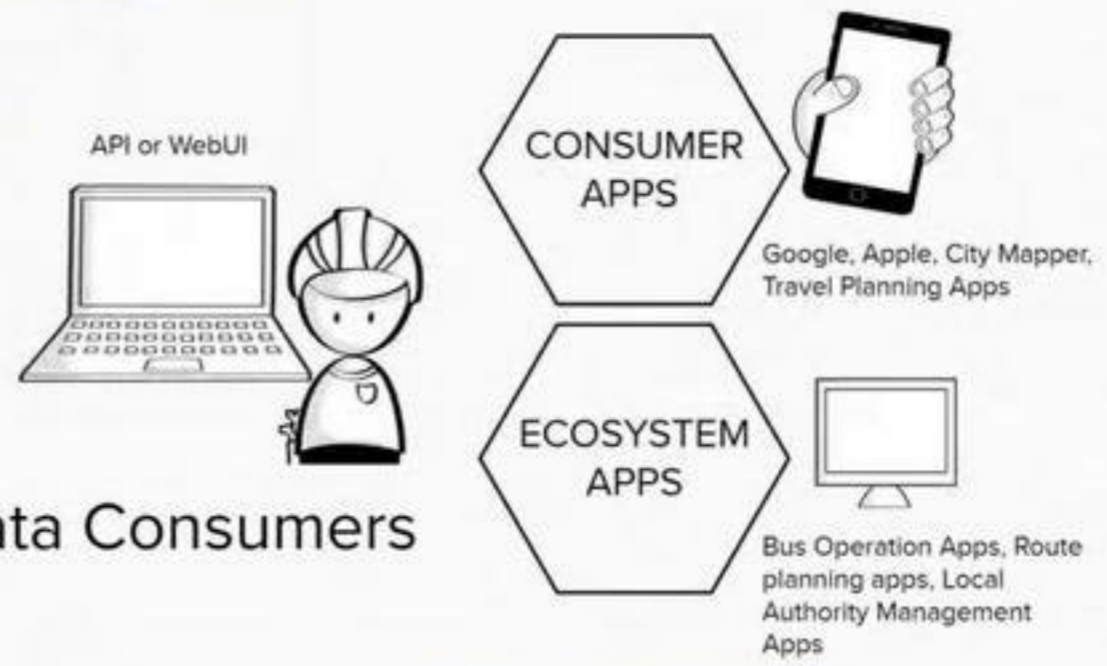 API or WebUI
Consumers
CONSUMER
APPS
Google, Apple, City Mapper,
Travel Planning Apps
ECOSYSTEM
APPS
Bus Operation Apps, Route
planning apps, Local
Authority Management
Apps